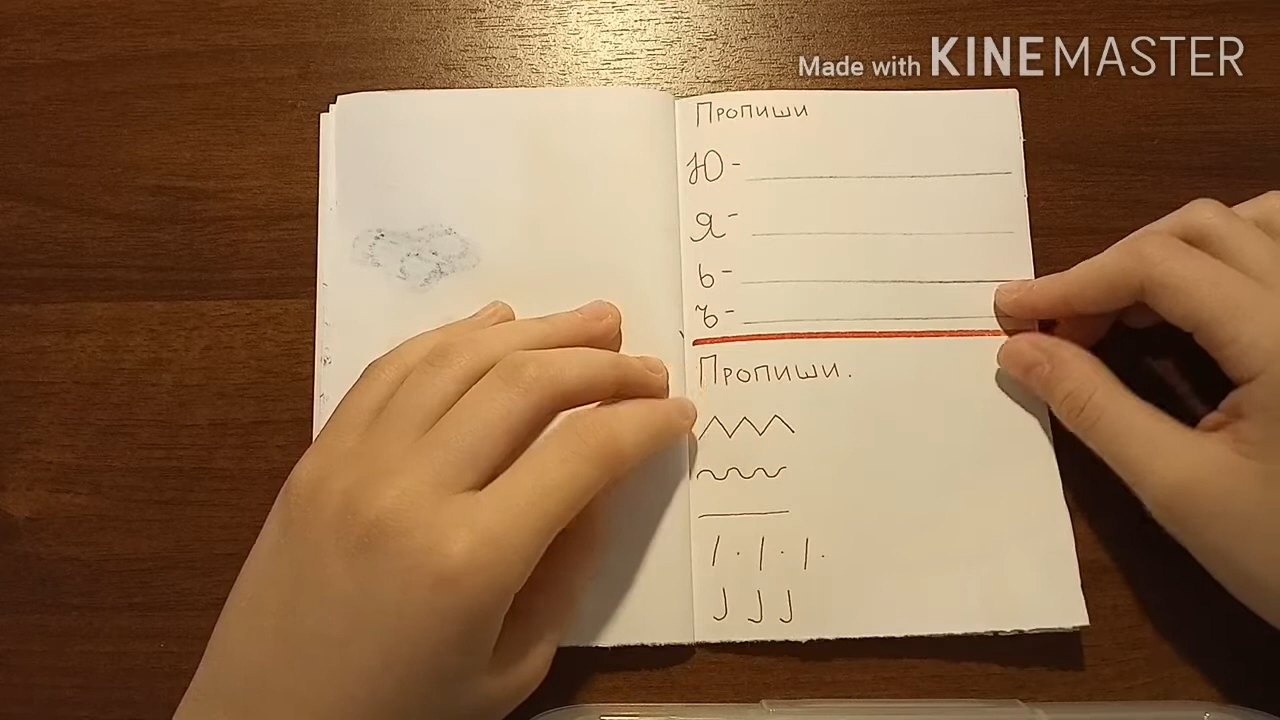 Made with KINEMASTER
Пропиши
Ю-
Я-
ь-
ъ-
Пропиши.